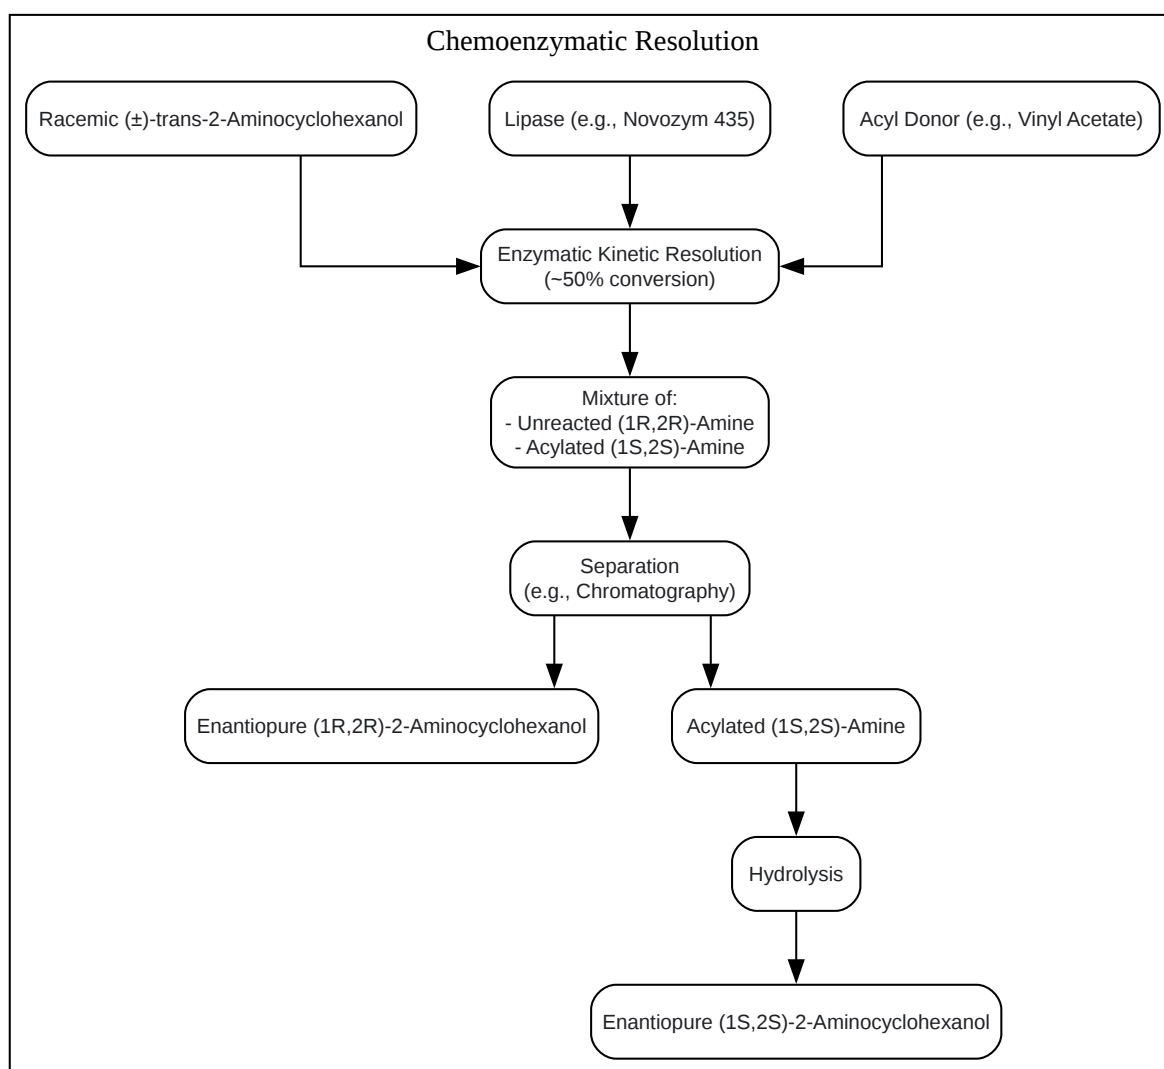 Chemoenzymatic Resolution
Racemic (±)-trans-2-Aminocyclohexanol
Lipase (e.g., Novozym 435)
Acyl Donor (e.g., Vinyl Acetate)
Enzymatic Kinetic Resolution
(~50% conversion)
Mixture of:
- Unreacted (1R,2R)-Amine
- Acylated (1S,2S)-Amine
Separation
(e.g., Chromatography)
Enantiopure (1R,2R)-2-Aminocyclohexanol
Acylated (1S,2S)-Amine
Hydrolysis
Enantiopure (1S,2S)-2-Aminocyclohexanol